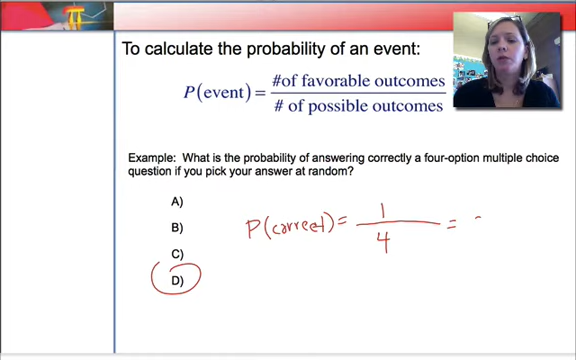 To calculate the probability of an event:
P(event) = #of favorable outcomes
# of possible outcomes
Example: What is the probability of answering correctly a four-option multiple choice
question if you pick your answer at random?
A)
B)
C)
D)
P(correct) = 1
4
=